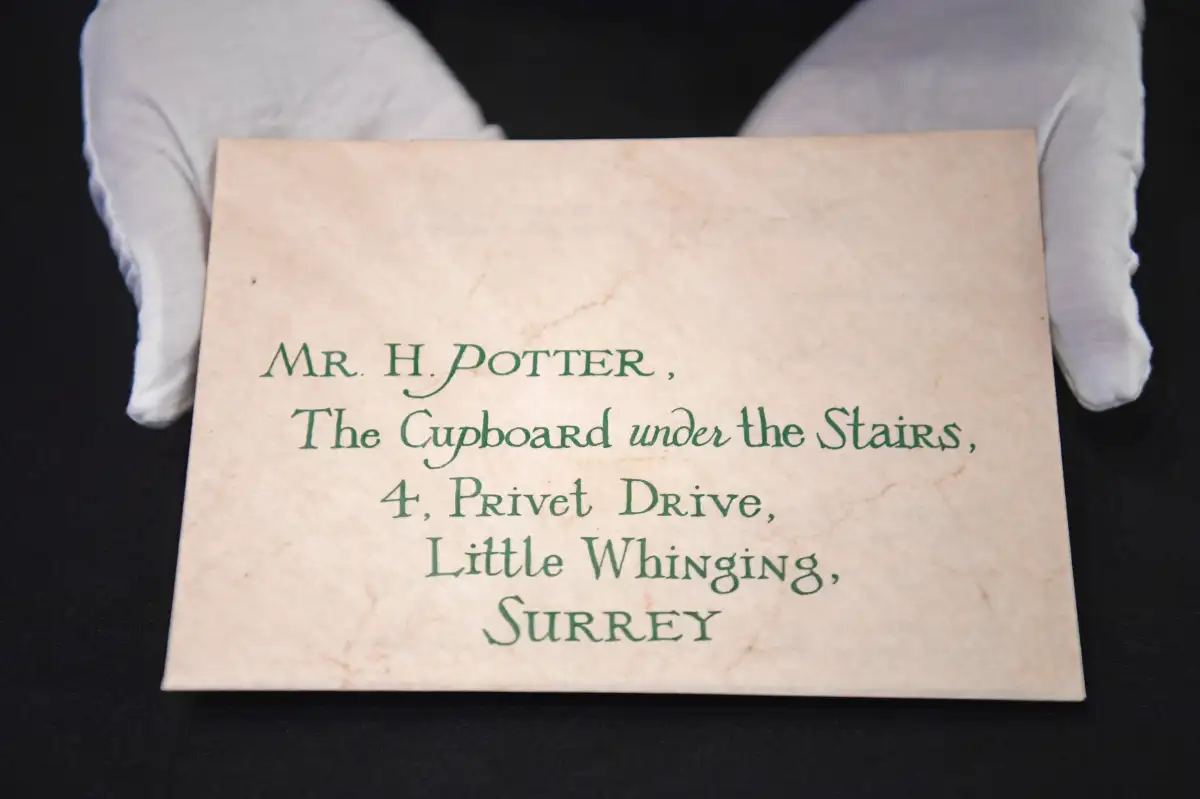 Mr. H. Potter,
The Cupboard under the Stairs,
4, Privet Drive,
Little Whinging,
SURREY